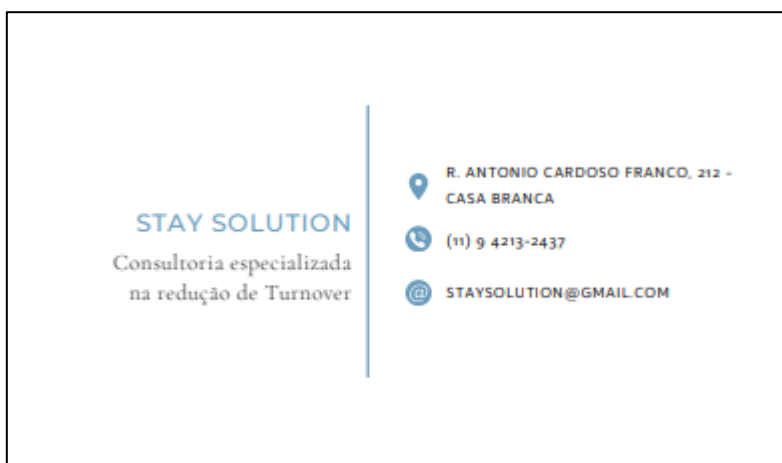 STAY SOLUTION
Consultoria especializada
na redução de Turnover
R. ANTONIO CARDOSO FRANCO, 212 -
CASA BRANCA
(11) 9 4213-2437
STAYSOLUTION@GMAIL.COM